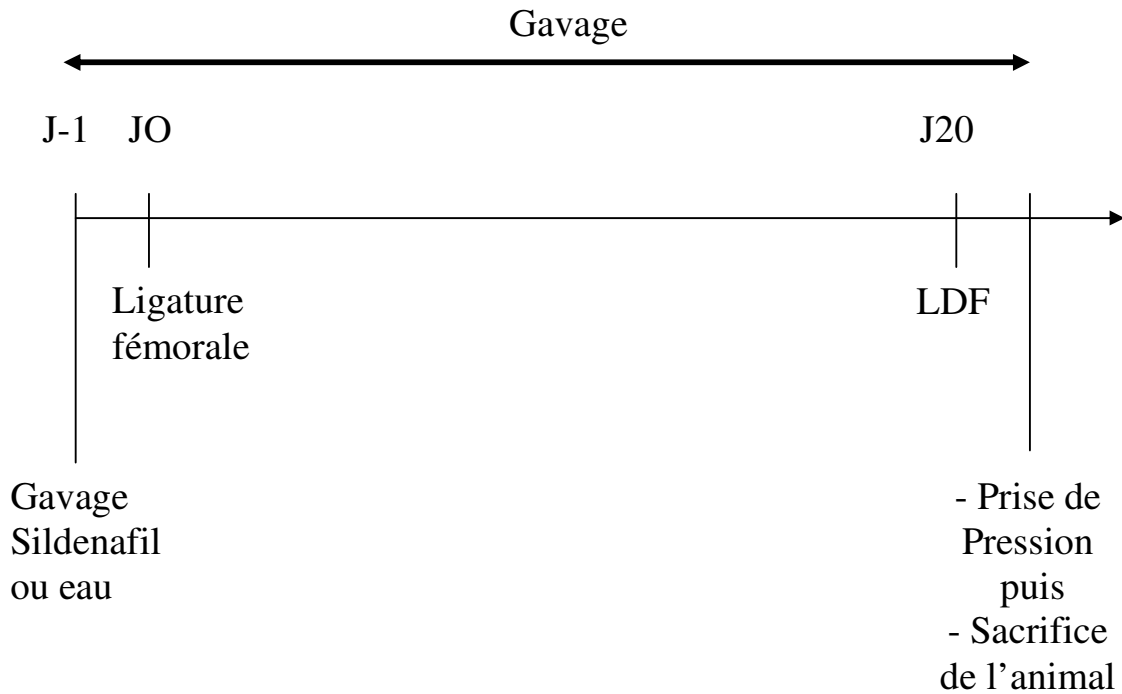 Gavage
J-1 JO J20
Ligature
fémorale
LDF
Gavage
Sildenafil
ou eau
- Prise de
Pression
puis
- Sacrifice
de l’animal